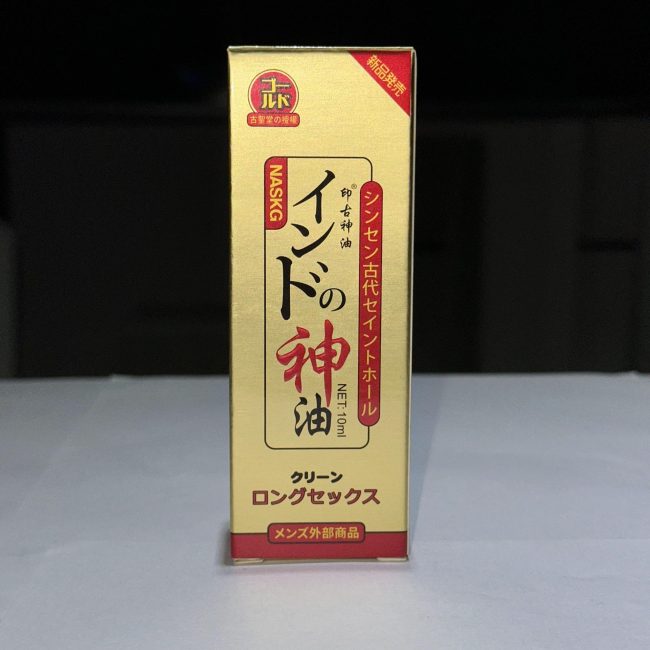 新品発売
ゴー
ルド
古聖堂の授權
NASKG
シンセン古代セイントホール
印古神油®
インドの神油
NET:10ml
クリーン
ロングセックス
メンズ外部商品